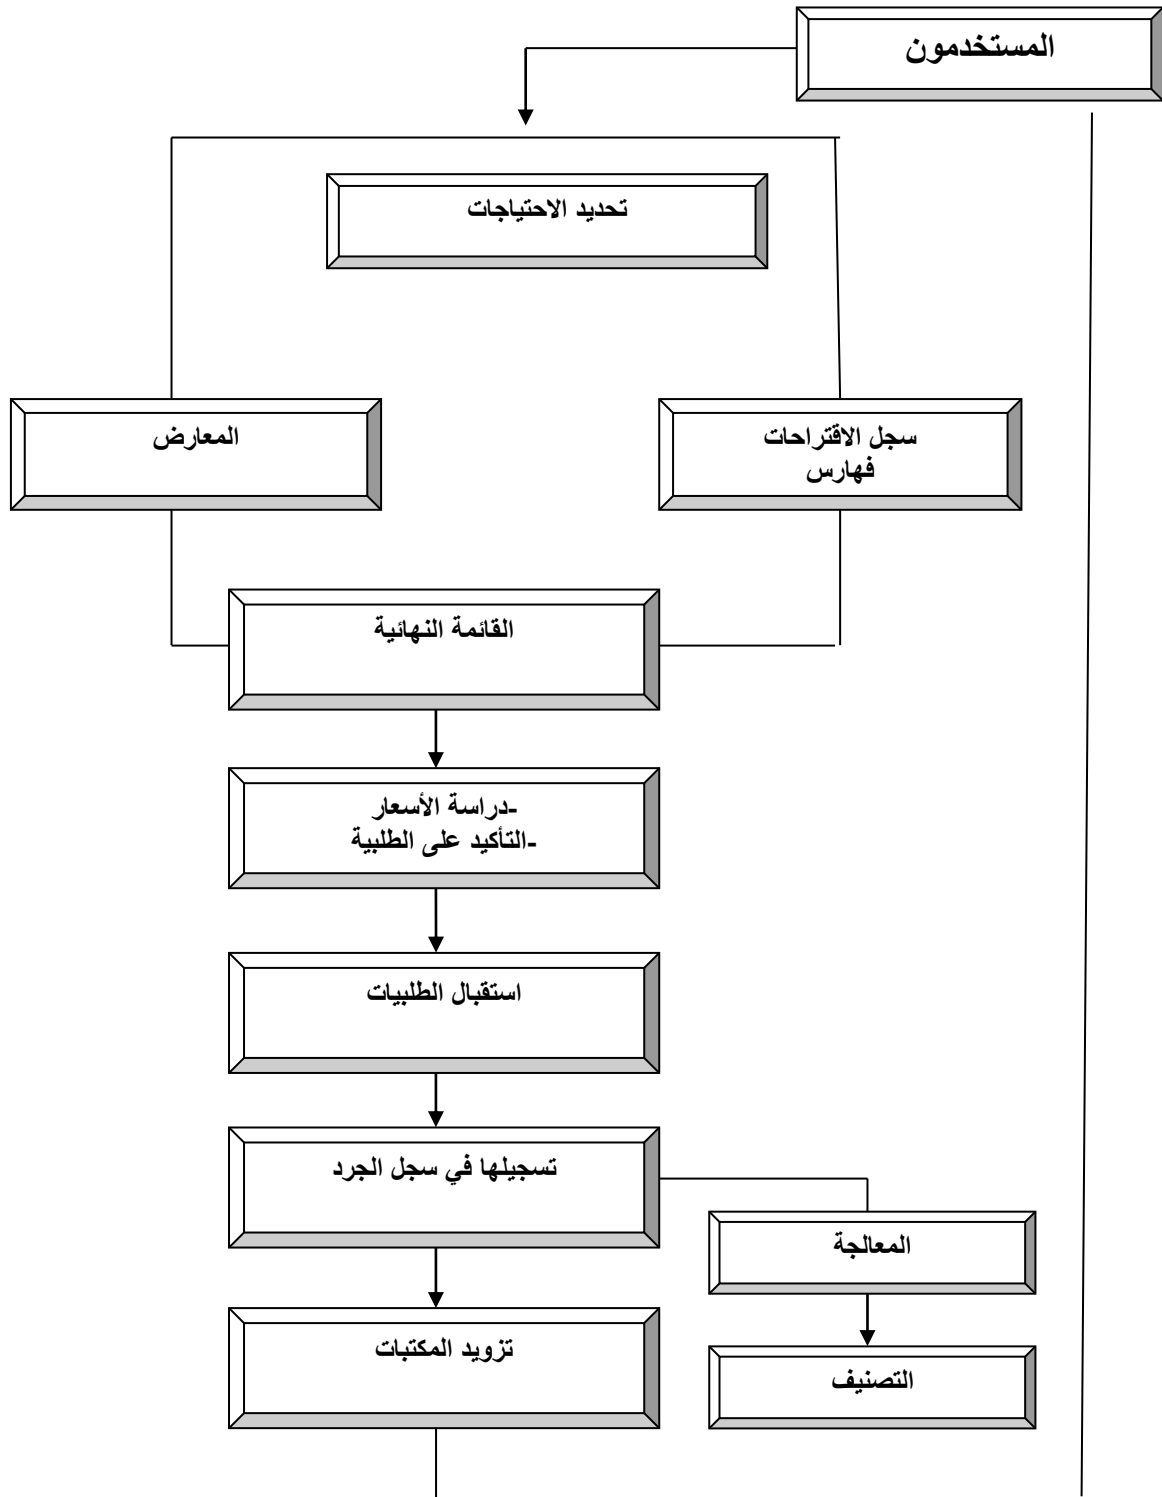 المستخدمون
تحديد الاحتياجات
سجل الاقتراحات
فهارس
المعارض
القائمة النهائية
-دراسة الأسعار
-التأكيد على الطلبية
استقبال الطلبيات
تسجيلها في سجل الجرد
المعالجة
تزويد المكتبات
التصنيف